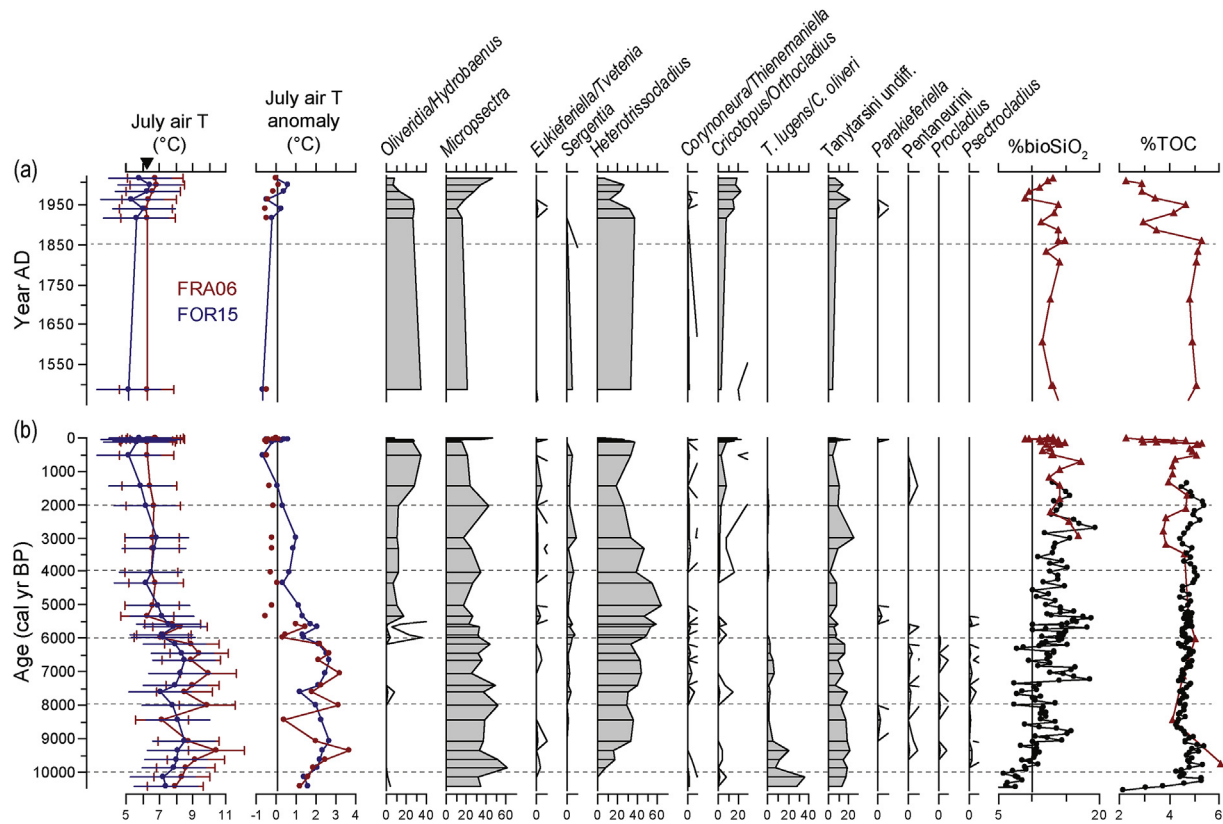 July air T
(°C)
July air T
anomaly
(°C)
Oliveridia/Hydrobaenus
Micropsectra
Eukiefferiella/Tvetenia
Sergentia
Heterotrissocladius
Corynoneura/Thienemaniella
Cricotopus/Orthocladius
T. lugens/C. oliveri
Tanytarsini undiff.
Parakiefferiella
Pentaneurini
Procladius
Psectrocladius
%bioSiO₂
%TOC
(a)
Year AD
1950
1850
1750
1650
1550
FRA06
FOR15
(b)
Age (cal yr BP)
0
1000
2000
3000
4000
5000
6000
7000
8000
9000
10000
5 7 9 11
-1 0 1 2 3 4
0 20 40
0 20 40 60
0
0
0 20 40 60
0
0 20
0 20 40
0 20
0
0
0
0
5 20
2 4 6